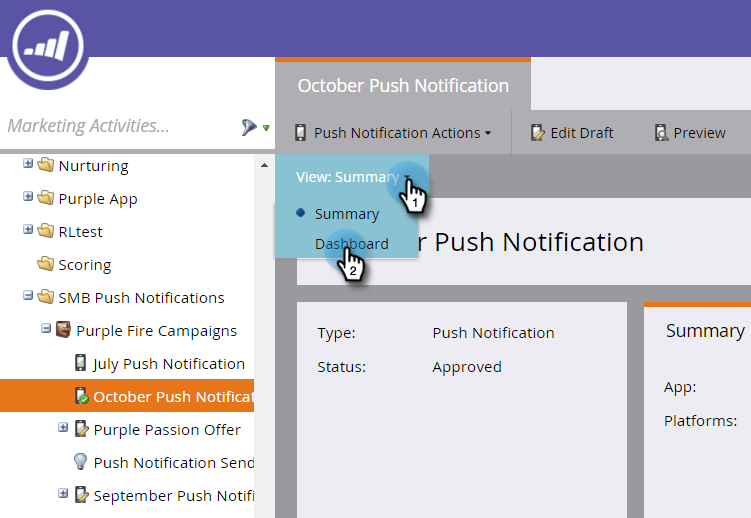 October Push Notification
Marketing Activities...
Push Notification Actions
Edit Draft
Preview
Nurturing
Purple App
RLtest
Scoring
SMB Push Notifications
Purple Fire Campaigns
July Push Notification
October Push Notificat
Purple Passion Offer
Push Notification Send
September Push Notifi
View: Summary
1
Summary
Dashboard
2
er Push Notification
Type: Push Notification
Status: Approved
Summary
App:
Platforms: